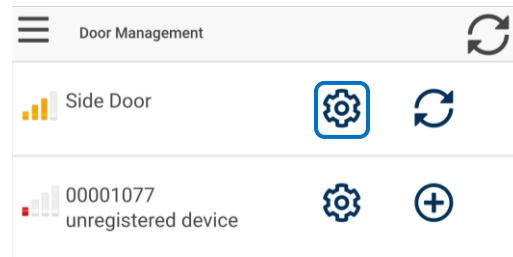 Door Management
Side Door
00001077
unregistered device